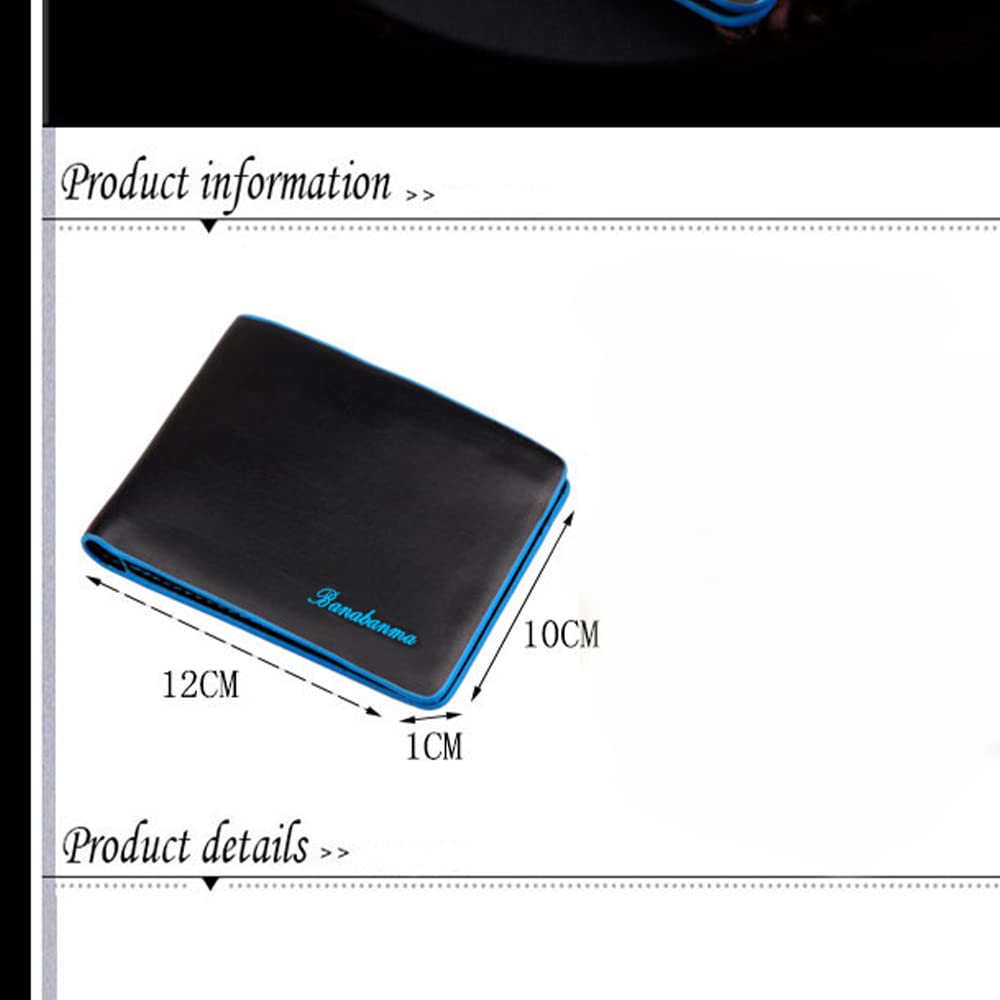 Product information >>
Banabanma
10CM
12CM
1CM
Product details >>